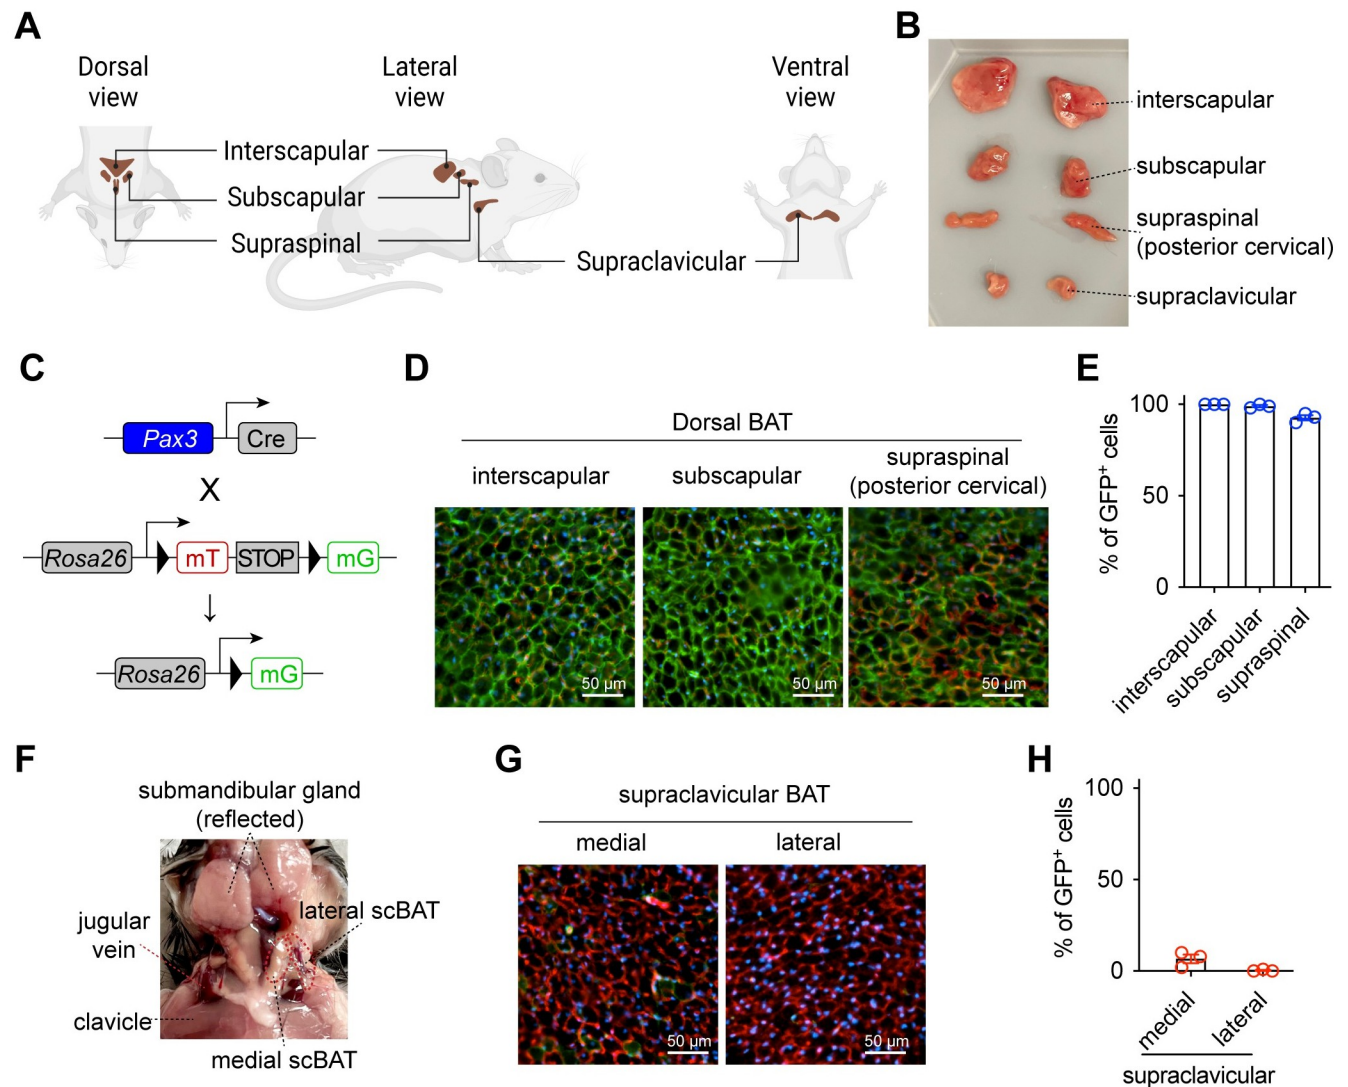 A
Dorsal
view
Lateral
view
Ventral
view
Interscapular
Subscapular
Supraspinal
Supraclavicular
B
interscapular
subscapular
supraspinal
(posterior cervical)
supraclavicular
C
Pax3
Cre
X
Rosa26
mT
STOP
mG
Rosa26
mG
D
Dorsal BAT
interscapular
subscapular
supraspinal
(posterior cervical)
50 µm
50 µm
50 µm
E
% of GFP+ cells
100
50
0
interscapular
subscapular
supraspinal
F
submandibular gland
(reflected)
lateral scBAT
jugular
vein
clavicle
medial scBAT
G
supraclavicular BAT
medial
lateral
50 µm
50 µm
H
% of GFP+ cells
100
50
0
medial
lateral
supraclavicular